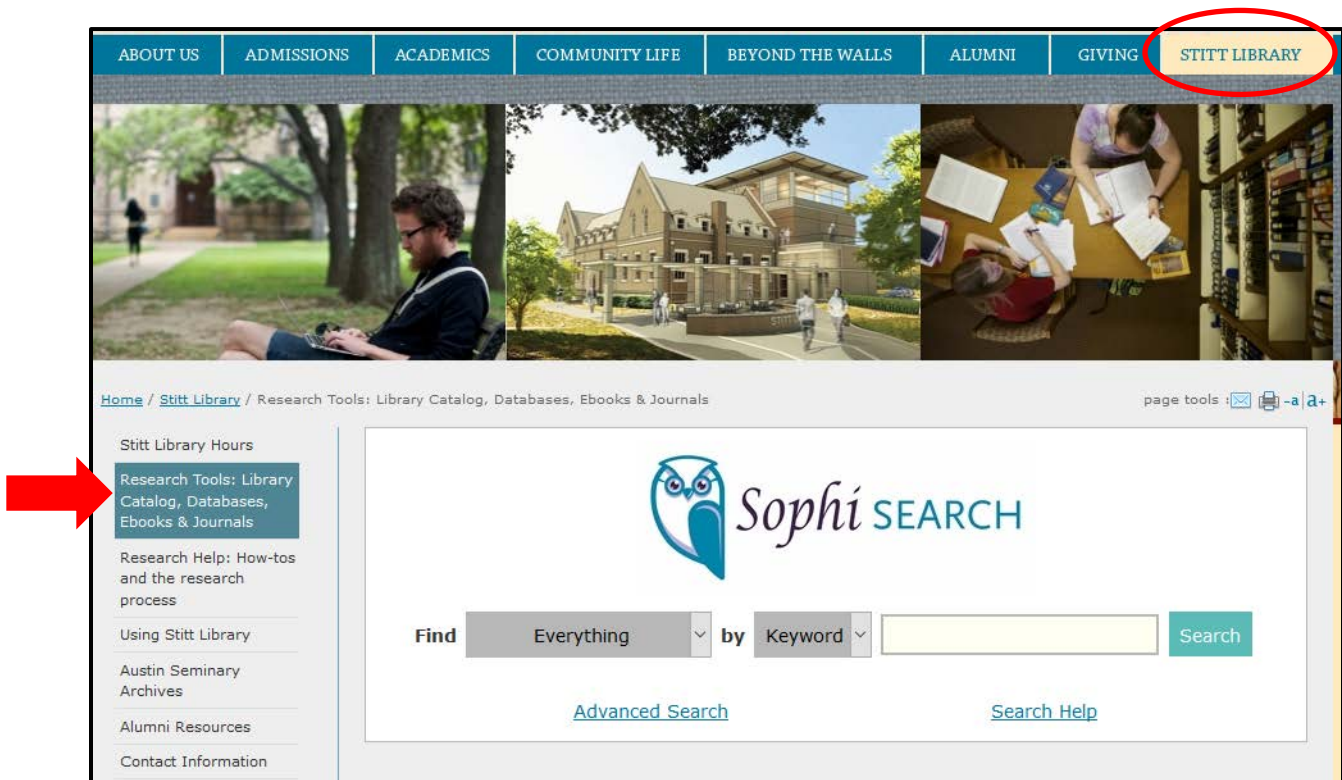 ABOUT US ADMISSIONS ACADEMICS COMMUNITY LIFE BEYOND THE WALLS ALUMNI GIVING STITT LIBRARY
Home / Stitt Library / Research Tools: Library Catalog, Databases, Ebooks & Journals
page tools : -a|a+
Stitt Library Hours
Research Tools: Library
Catalog, Databases,
Ebooks & Journals
Research Help: How-tos
and the research
process
Using Stitt Library
Austin Seminary
Archives
Alumni Resources
Contact Information
Sophi SEARCH
Find Everything by Keyword Search
Advanced Search Search Help